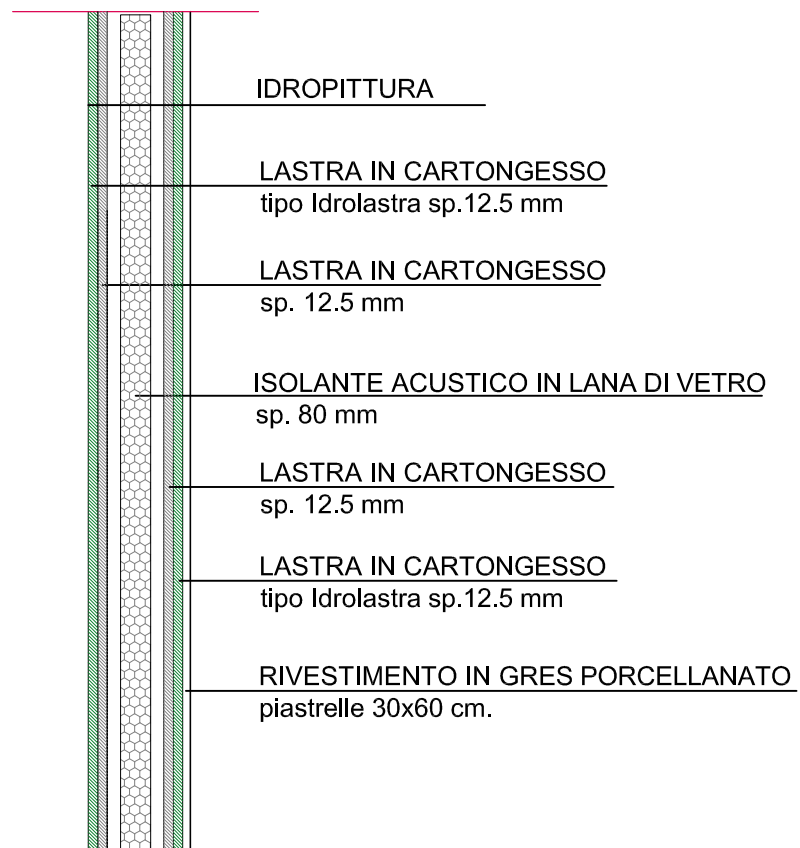 IDROPITTURA
LASTRA IN CARTONGESSO
tipo Idrolastra sp.12.5 mm
LASTRA IN CARTONGESSO
sp. 12.5 mm
ISOLANTE ACUSTICO IN LANA DI VETRO
sp. 80 mm
LASTRA IN CARTONGESSO
sp. 12.5 mm
LASTRA IN CARTONGESSO
tipo Idrolastra sp.12.5 mm
RIVESTIMENTO IN GRES PORCELLANATO
piastrelle 30x60 cm.